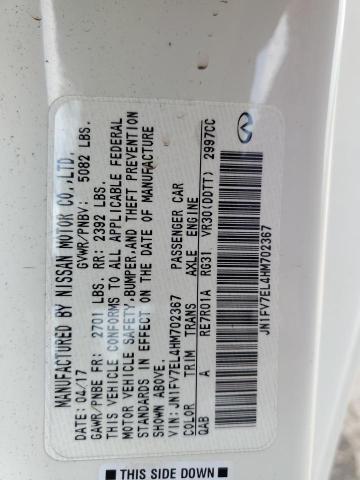 MANUFACTURED BY NISSAN MOTOR CO.,LTD.
DATE: 04/17 GVWR/PNBV: 5082 LBS.
GAWR/PNBE FR: 2701 LBS. RR: 2392 LBS.
THIS VEHICLE CONFORMS TO ALL APPLICABLE FEDERAL
MOTOR VEHICLE SAFETY,BUMPER,AND THEFT PREVENTION
STANDARDS IN EFFECT ON THE DATE OF MANUFACTURE
SHOWN ABOVE.
VIN: JN1FV7EL4HM702367 PASSENGER CAR
COLOR TRIM TRANS AXLE ENGINE
QAB A RE7R01A RG31 VR30(DDTT) 2997CC
JN1FV7EL4HM702367
THIS SIDE DOWN